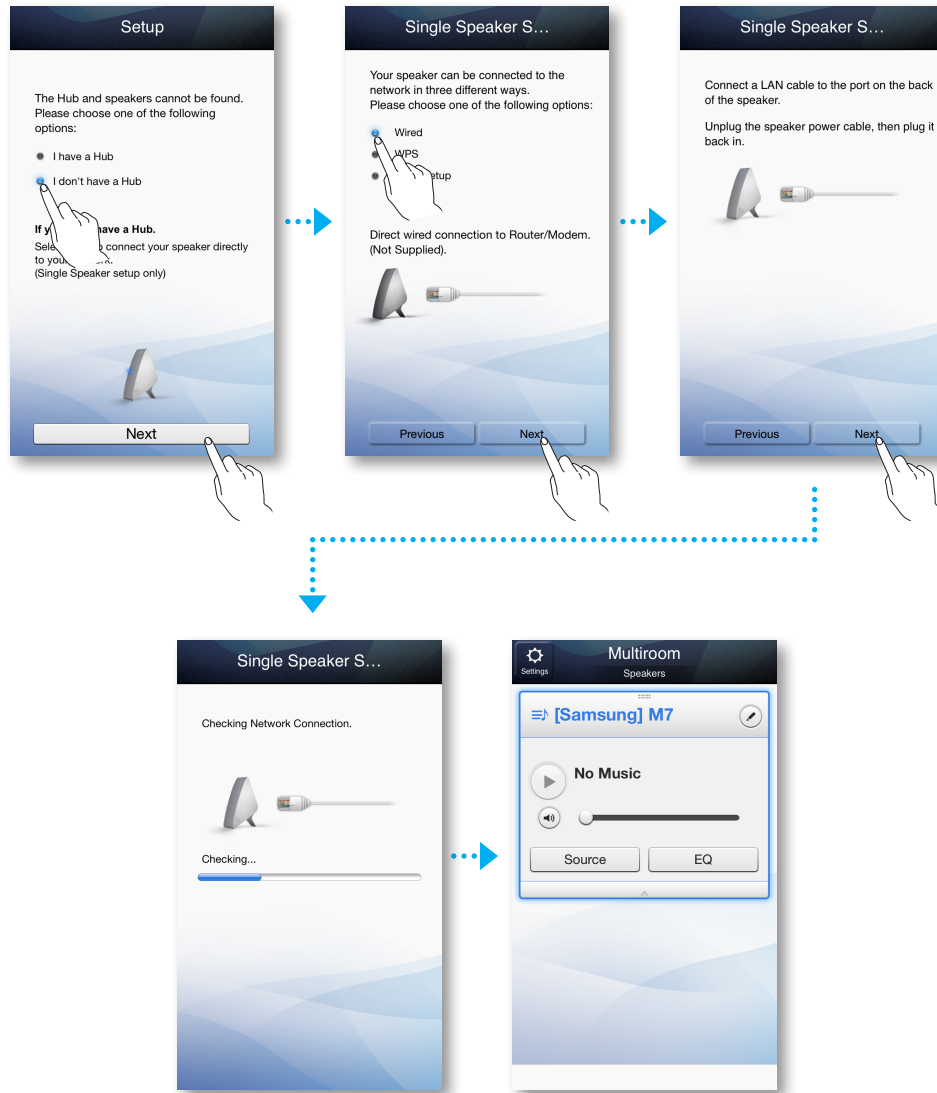 Setup
The Hub and speakers cannot be found.
Please choose one of the following
options:
I have a Hub
I don't have a Hub
If y have a Hub.
Sele o connect your speaker directly
to you
(Single Speaker setup only)
Next
Single Speaker S...
Your speaker can be connected to the
network in three different ways.
Please choose one of the following options:
Wired
WPS
etup
Direct wired connection to Router/Modem.
(Not Supplied).
Previous
Next
Single Speaker S...
Connect a LAN cable to the port on the back
of the speaker.
Unplug the speaker power cable, then plug it
back in.
Previous
Next
Single Speaker S...
Checking Network Connection.
Checking...
Settings
Multiroom
Speakers
[Samsung] M7
No Music
Source
EQ